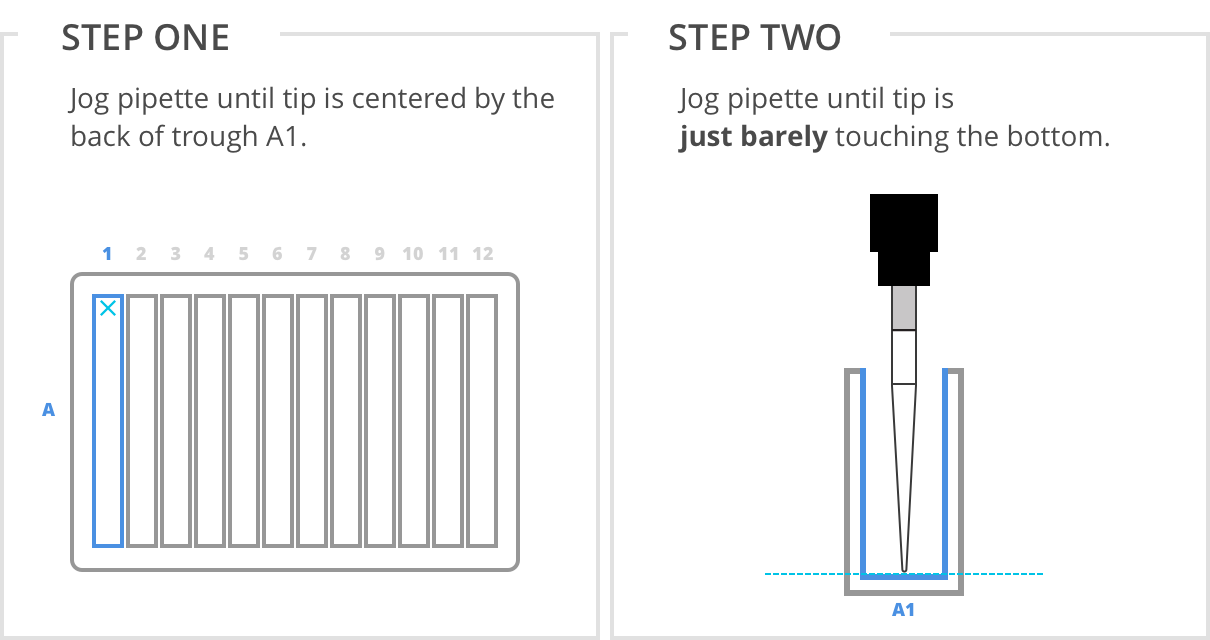 STEP ONE
Jog pipette until tip is centered by the
back of trough A1.
1 2 3 4 5 6 7 8 9 10 11 12
A
STEP TWO
Jog pipette until tip is
just barely touching the bottom.
A1